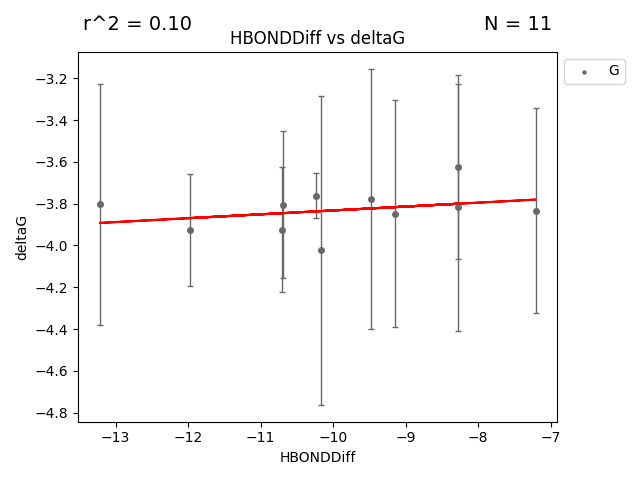 r^2 = 0.10
N = 11
HBONDDiff vs deltaG
G
−3.2
−3.4
−3.6
−3.8
−4.0
−4.2
−4.4
−4.6
−4.8
deltaG
−13
−12
−11
−10
−9
−8
−7
HBONDDiff